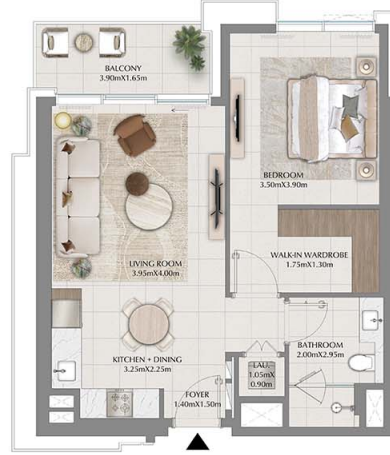 BALCONY
3.90mX1.65m
BEDROOM
3.50mX3.90m
LIVING ROOM
3.95mX4.00m
WALK-IN WARDROBE
1.75mX1.30m
KITCHEN + DINING
3.25mX2.25m
BATHROOM
2.00mX2.95m
LAU.
1.05mX
0.90m
FOYER
1.40mX1.50m